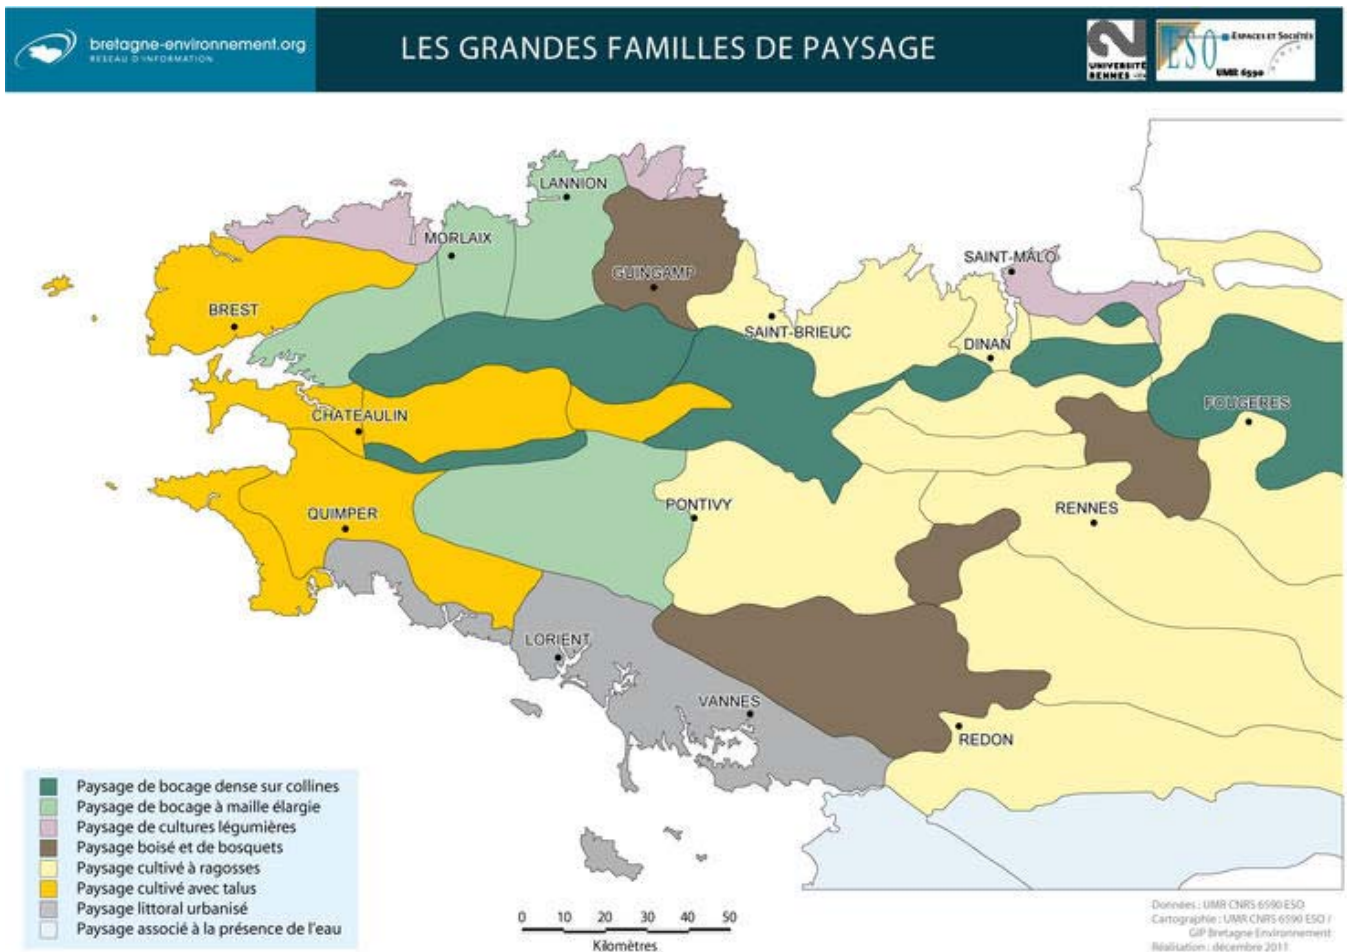 bretagne-environnement.org
RESEAU D'INFORMATION
LES GRANDES FAMILLES DE PAYSAGE
UNIVERSITÉ
RENNES
ESO
ESPACES ET SOCIÉTÉS
UMR 6590
LANNION
MORLAIX
GUINGAMP
SAINT-MALO
BREST
SAINT-BRIEUC
DINAN
CHATEAULIN
FOUGERES
QUIMPER
PONTIVY
RENNES
LORIENT
VANNES
REDON
Paysage de bocage dense sur collines
Paysage de bocage à maille élargie
Paysage de cultures légumières
Paysage boisé et de bosquets
Paysage cultivé à ragosses
Paysage cultivé avec talus
Paysage littoral urbanisé
Paysage associé à la présence de l'eau
0 10 20 30 40 50
Kilomètres
Données : UMR CNRS 6590 ESO
Cartographie : UMR CNRS 6590 ESO /
GIP Bretagne Environnement
Réalisation : décembre 2011